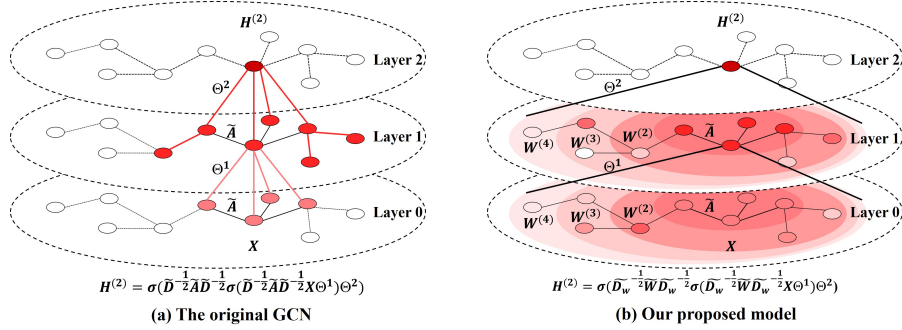 H^{(2)}
Layer 2
Θ^2
Ã
Layer 1
Θ^1
Ã
Layer 0
X
H^{(2)} = σ(D̃^{-1/2}ÃD̃^{-1/2}σ(D̃^{-1/2}ÃD̃^{-1/2}XΘ^1)Θ^2)
(a) The original GCN
H^{(2)}
Layer 2
Θ^2
Ã
W^{(4)} W^{(3)} W^{(2)}
Layer 1
Θ^1
Ã
W^{(4)} W^{(3)} W^{(2)}
Layer 0
X
H^{(2)} = σ(D̃_w^{-1/2}W̃D̃_w^{-1/2}σ(D̃_w^{-1/2}W̃D̃_w^{-1/2}XΘ^1)Θ^2)
(b) Our proposed model